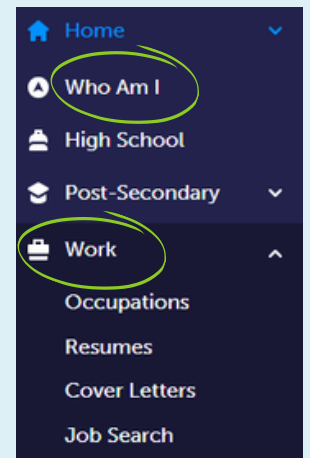 Home
Who Am I
High School
Post-Secondary
Work
Occupations
Resumes
Cover Letters
Job Search